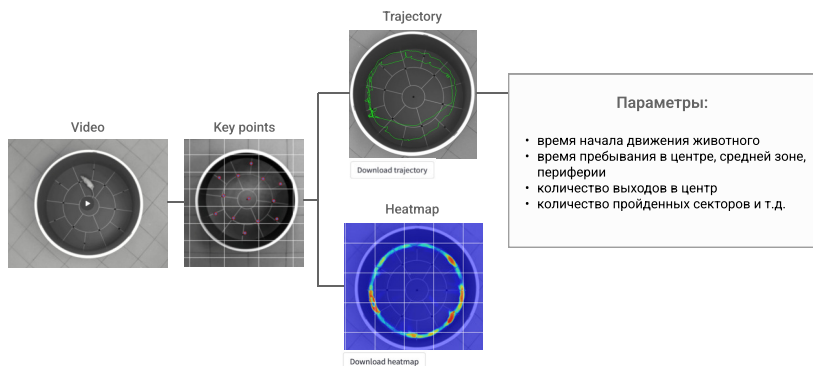 Trajectory
Video
Key points
Download trajectory
Heatmap
Download heatmap
Параметры:
• время начала движения животного
• время пребывания в центре, средней зоне,
периферии
• количество выходов в центр
• количество пройденных секторов и т.д.